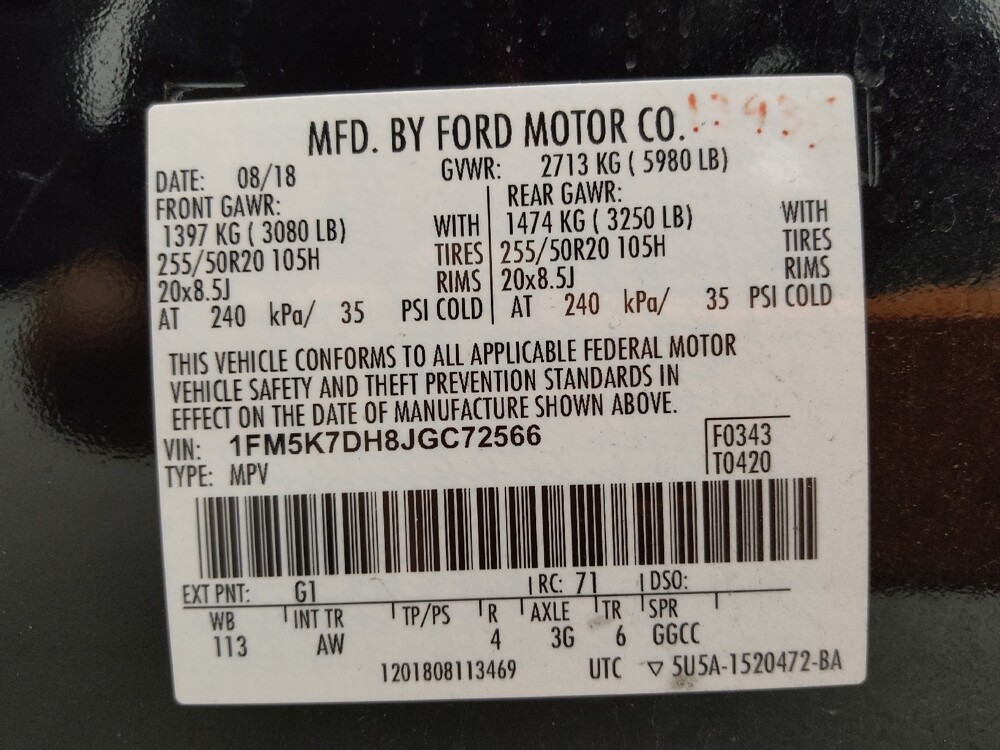 MFD. BY FORD MOTOR CO.
DATE: 08/18 GVWR: 2713 KG ( 5980 LB)
FRONT GAWR: REAR GAWR:
1397 KG ( 3080 LB) WITH 1474 KG ( 3250 LB) WITH
255/50R20 105H TIRES 255/50R20 105H TIRES
20x8.5J RIMS 20x8.5J RIMS
AT 240 kPa/ 35 PSI COLD AT 240 kPa/ 35 PSI COLD
THIS VEHICLE CONFORMS TO ALL APPLICABLE FEDERAL MOTOR
VEHICLE SAFETY AND THEFT PREVENTION STANDARDS IN
EFFECT ON THE DATE OF MANUFACTURE SHOWN ABOVE.
VIN: 1FM5K7DH8JGC72566 F0343
TYPE: MPV T0420
EXT PNT: G1 RC: 71 DSO:
WB INT TR TP/PS R AXLE TR SPR
113 AW 4 3G 6 GGCC
1201808113469 UTC ▽ 5U5A-1520472-BA